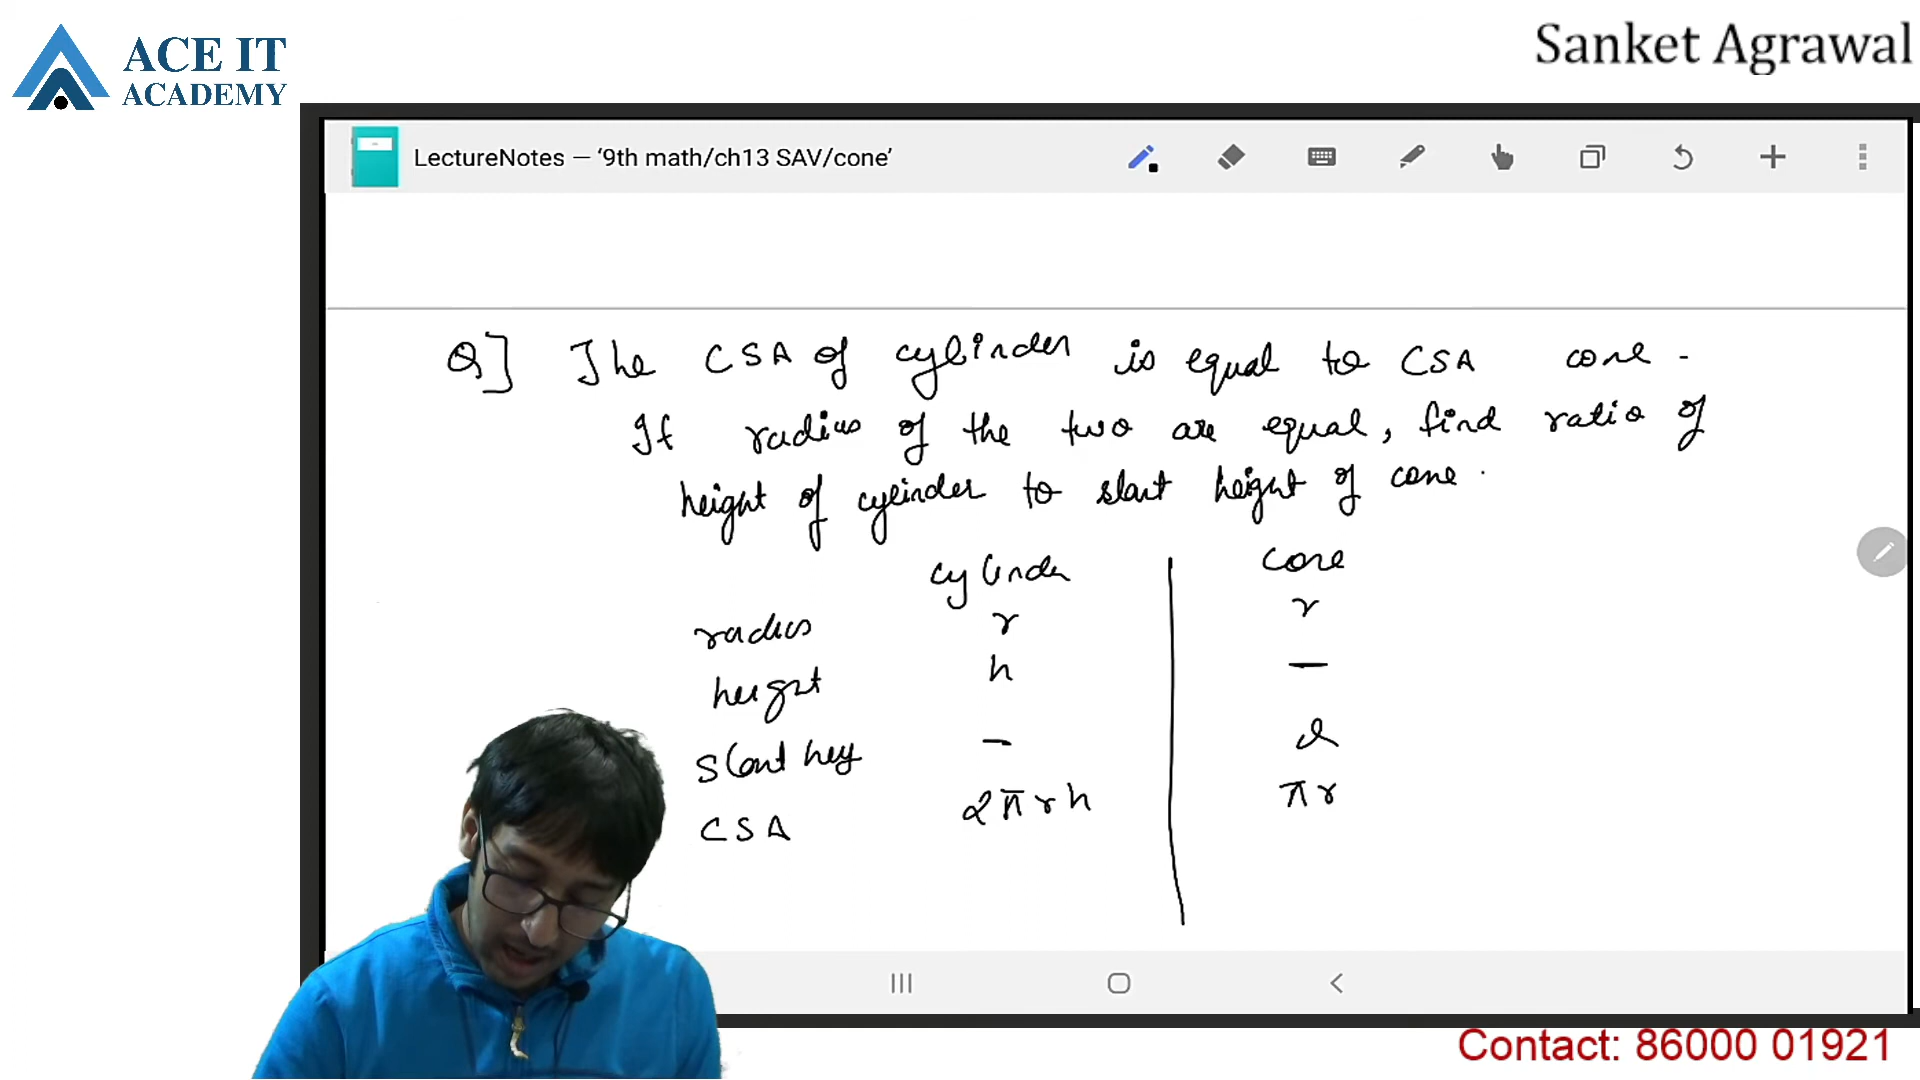 ACE IT
ACADEMY
Sanket Agrawal
LectureNotes – ‘9th math/ch13 SAV/cone’
Q] The CSA of cylinder is equal to CSA cone.
If radius of the two are equal, find ratio of
height of cylinder to slant height of cone.
cylinder cone
radius r r
height h —
slant heig – l
CSA 2πrh πr
Contact: 86000 01921